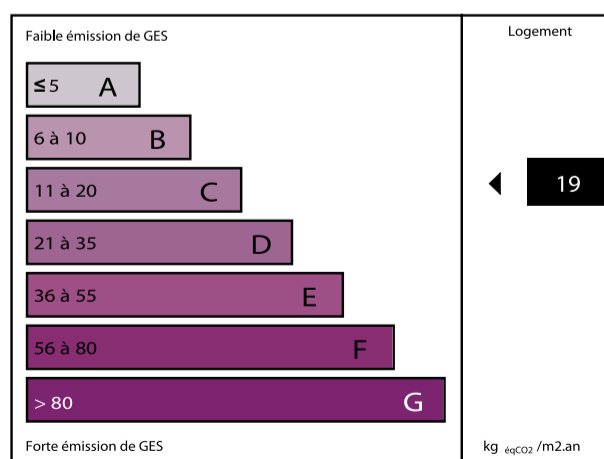 Faible émission de GES
Logement
≤ 5 A
6 à 10 B
11 à 20 C
19
21 à 35 D
36 à 55 E
56 à 80 F
> 80 G
Forte émission de GES
kg éqCO2 /m2.an